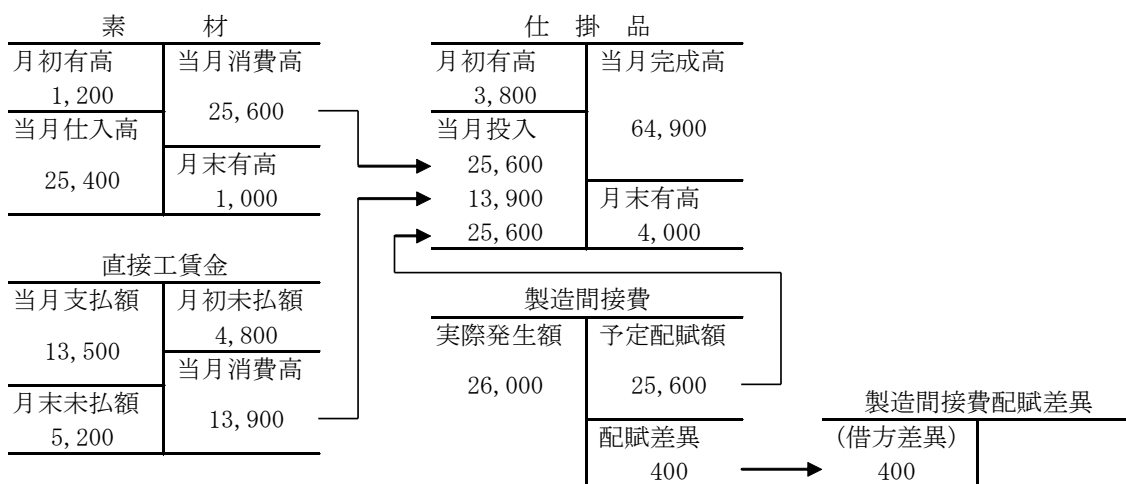 素　　　材
月初有高　当月消費高
1,200
25,600
当月仕入高
25,400
月末有高
1,000
仕　掛　品
月初有高　当月完成高
3,800
当月投入　64,900
25,600
13,900　月末有高
25,600　4,000
直接工賃金
当月支払額　月初未払額
4,800
13,500
当月消費高
月末未払額
13,900
5,200
製造間接費
実際発生額　予定配賦額
26,000　25,600
配賦差異
400
製造間接費配賦差異
(借方差異)
400